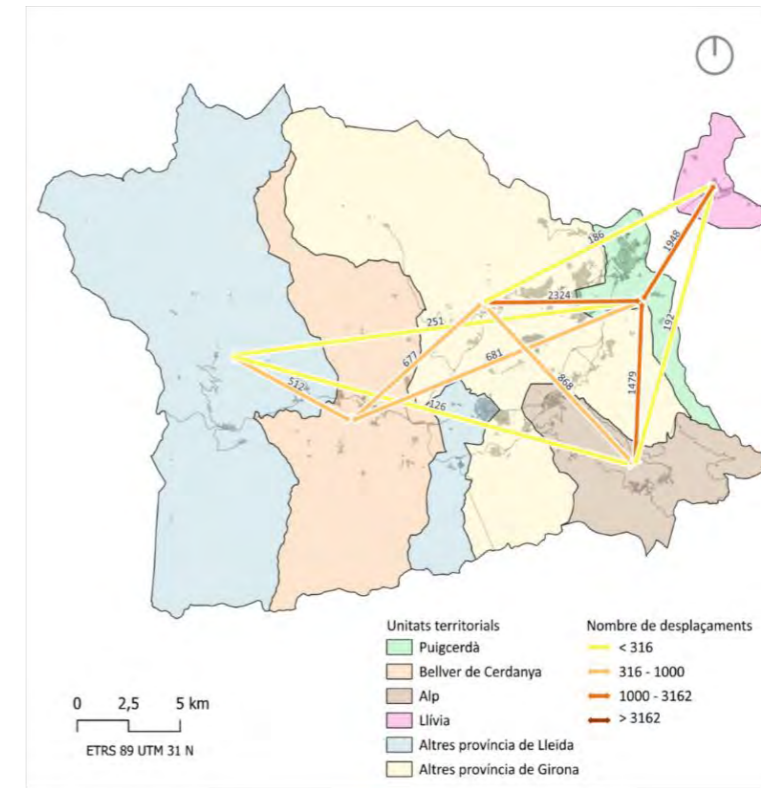 186
1948
2324
192
251
677
681
868
1479
512
126
Unitats territorials
Puigcerdà
Bellver de Cerdanya
Alp
Llívia
Altres província de Lleida
Altres província de Girona
Nombre de desplaçaments
< 316
316 - 1000
1000 - 3162
> 3162
0 2,5 5 km
ETRS 89 UTM 31 N